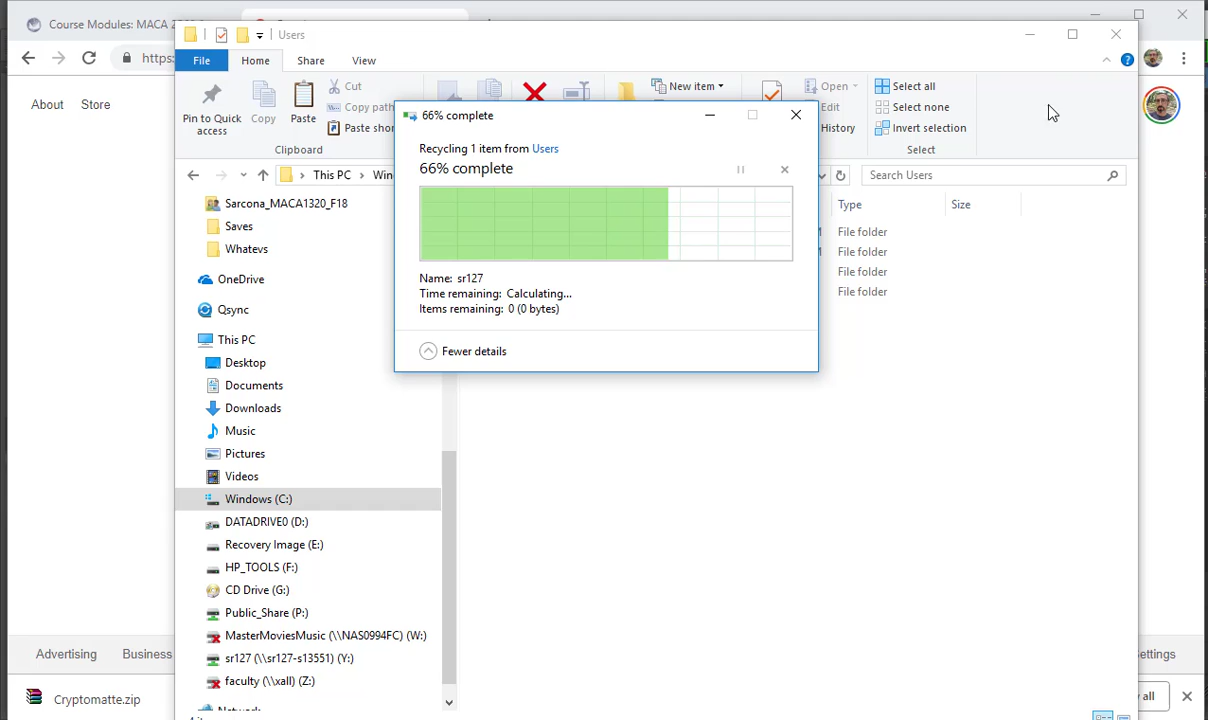 Course Modules: MACA
Users
https:
File
Home
Share
View
Pin to Quick access
Copy
Paste
Cut
Copy path
Paste shor
New item
Open
Edit
History
Select all
Select none
Invert selection
Clipboard
Select
About
Store
66% complete
Recycling 1 item from Users
66% complete
Name: sr127
Time remaining: Calculating...
Items remaining: 0 (0 bytes)
Fewer details
This PC
Search Users
Type
Size
File folder
File folder
File folder
File folder
Sarcona_MACA1320_F18
Saves
Whatevs
OneDrive
Qsync
This PC
Desktop
Documents
Downloads
Music
Pictures
Videos
Windows (C:)
DATADRIVE0 (D:)
Recovery Image (E:)
HP_TOOLS (F:)
CD Drive (G:)
Public_Share (P:)
MasterMoviesMusic (\\NAS0994FC) (W:)
sr127 (\\sr127-s13551) (Y:)
faculty (\\xall) (Z:)
Network
Advertising
Business
Settings
Cryptomatte.zip
all